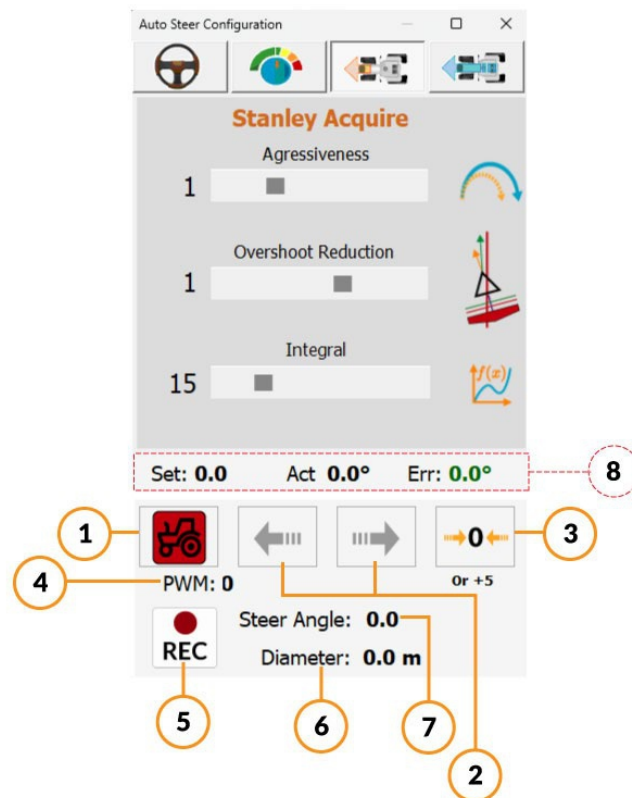 Auto Steer Configuration
Stanley Acquire
Agressiveness
1
Overshoot Reduction
1
Integral
15
f(x)
Set: 0.0 Act 0.0° Err: 0.0°
8
1
0
3
4
PWM: 0
Or +5
Steer Angle: 0.0
REC
Diameter: 0.0 m
5
6
7
2